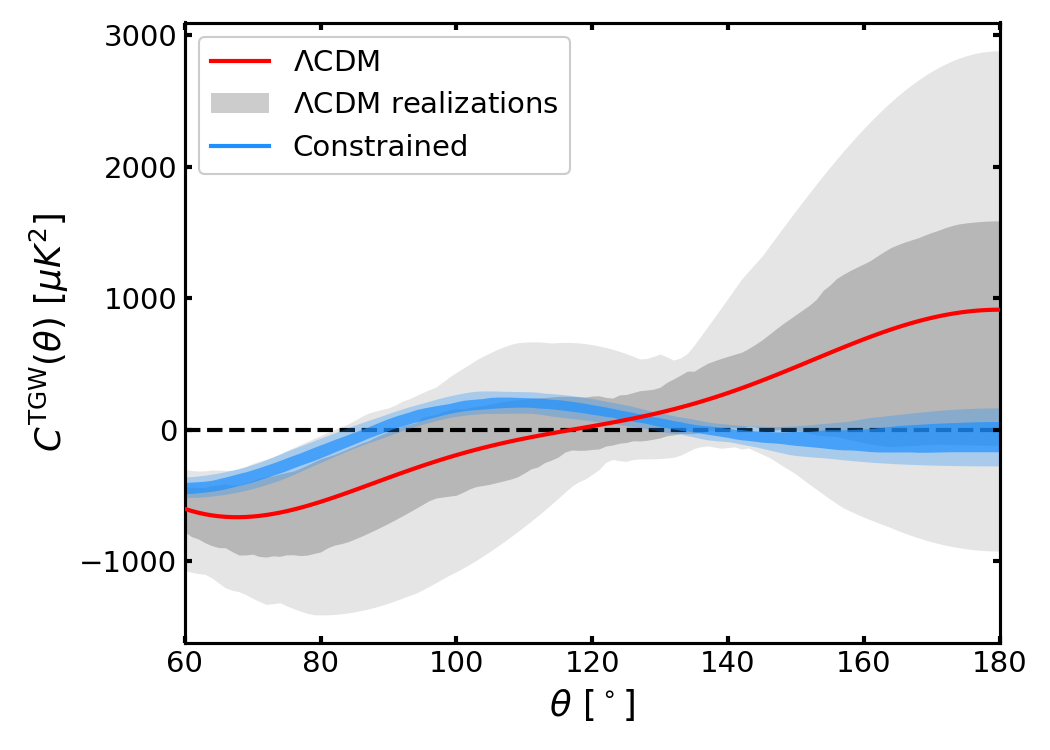 3000
2000
1000
0
−1000
C^TGW(θ) [μK²]
ΛCDM
ΛCDM realizations
Constrained
60 80 100 120 140 160 180
θ [°]